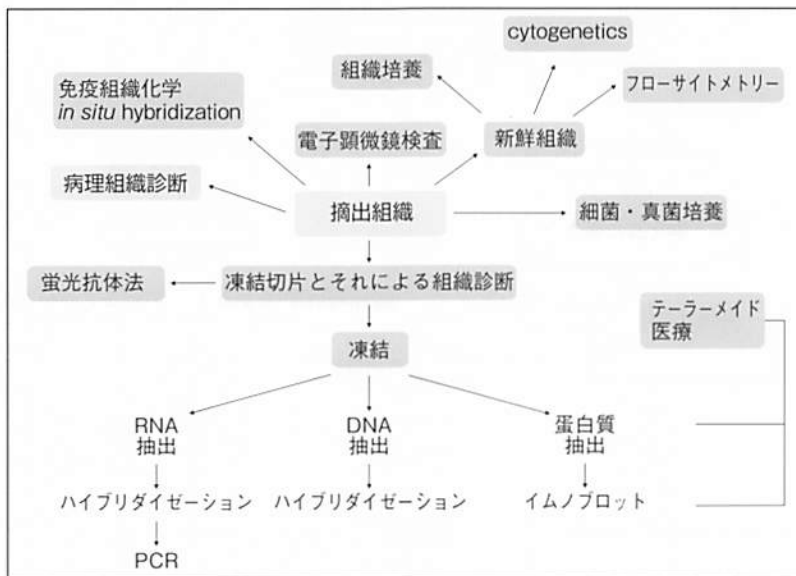 cytogenetics
組織培養
フローサイトメトリー
免疫組織化学
in situ hybridization
電子顕微鏡検査
新鮮組織
病理組織診断
摘出組織
細菌・真菌培養
蛍光抗体法
凍結切片とそれによる組織診断
テーラーメイド
医療
凍結
RNA
抽出
DNA
抽出
蛋白質
抽出
ハイブリダイゼーション
ハイブリダイゼーション
イムノブロット
PCR